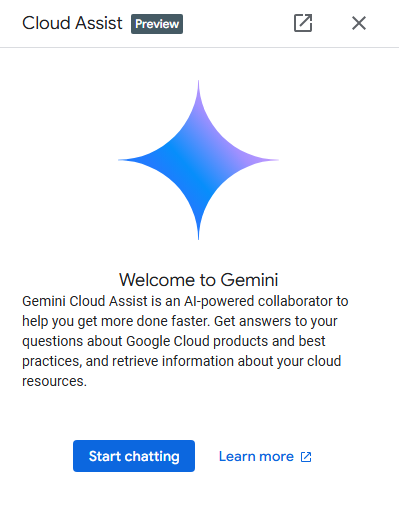 Cloud Assist Preview
Welcome to Gemini
Gemini Cloud Assist is an AI-powered collaborator to
help you get more done faster. Get answers to your
questions about Google Cloud products and best
practices, and retrieve information about your cloud
resources.
Start chatting Learn more